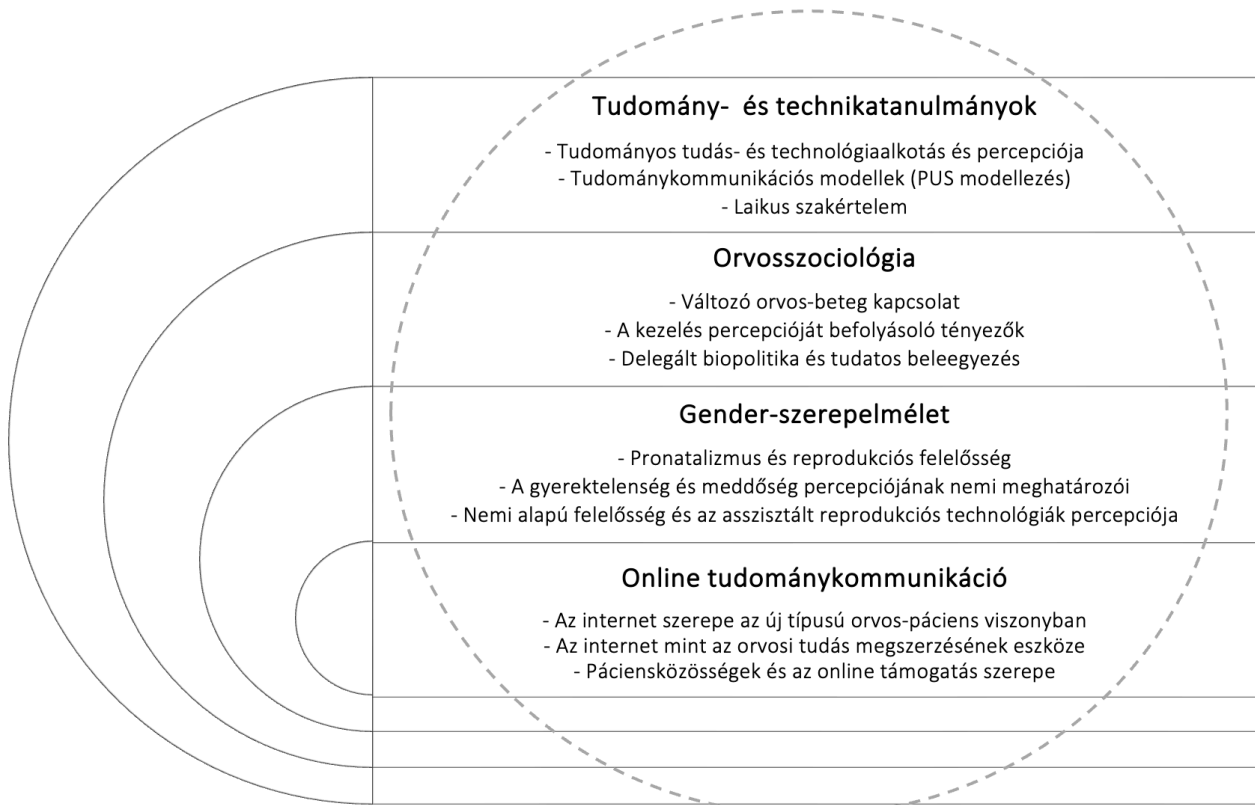 Tudomány- és technikatanulmányok
- Tudományos tudás- és technológiaalkotás és percepciója
- Tudománykommunikációs modellek (PUS modellezés)
- Laikus szakértelem
Orvosszociológia
- Változó orvos-beteg kapcsolat
- A kezelés percepcióját befolyásoló tényezők
- Delegált biopolitika és tudatos beleegyezés
Gender-szerepelmélet
- Pronatalizmus és reprodukciós felelősség
- A gyerektelenség és meddőség percepciójának nemi meghatározói
- Nemi alapú felelősség és az asszisztált reprodukciós technológiák percepciója
Online tudománykommunikáció
- Az internet szerepe az új típusú orvos-páciens viszonyban
- Az internet mint az orvosi tudás megszerzésének eszköze
- Páciensközösségek és az online támogatás szerepe